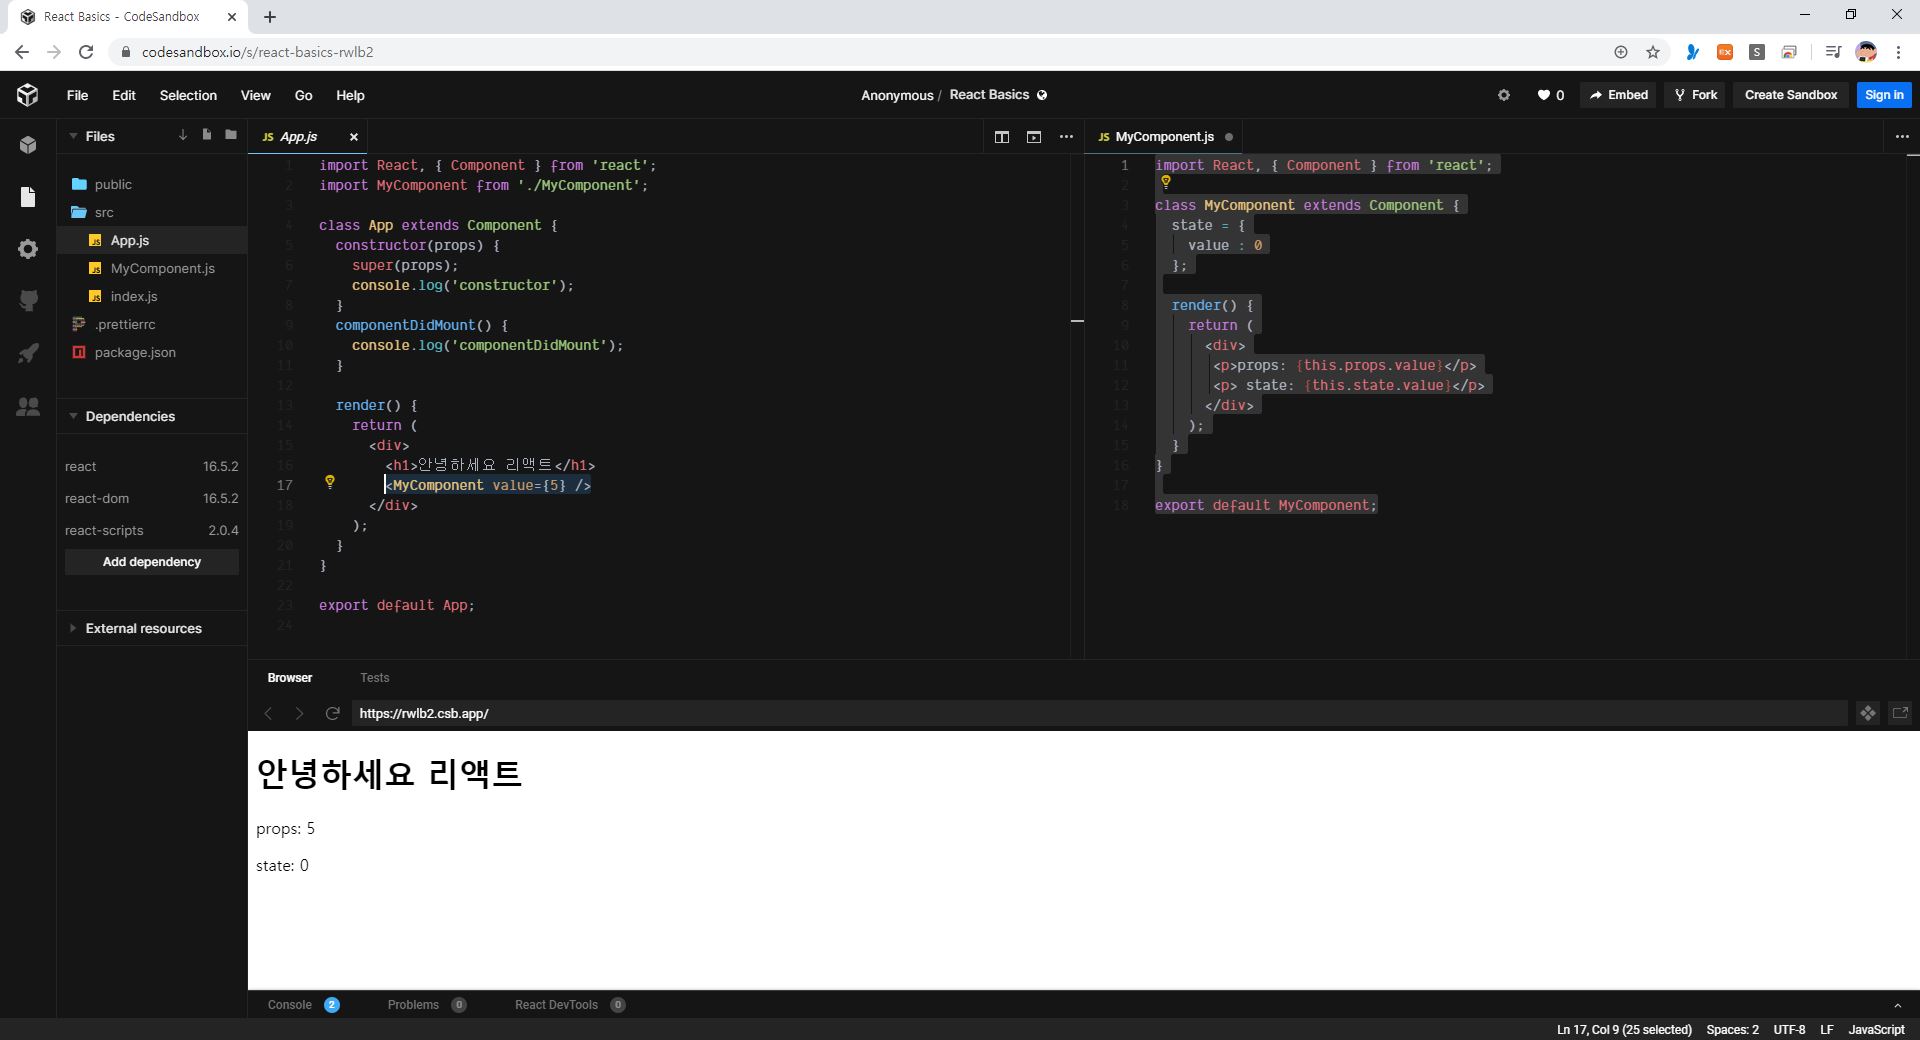 React Basics - CodeSandbox
codesandbox.io/s/react-basics-rwlb2
EX
S
File Edit Selection View Go Help
Anonymous / React Basics
0 Embed Fork Create Sandbox Sign in
Files
public
src
JS App.js
JS MyComponent.js
JS index.js
.prettierrc
package.json
Dependencies
react 16.5.2
react-dom 16.5.2
react-scripts 2.0.4
Add dependency
External resources
JS App.js
1 import React, { Component } from 'react';
2 import MyComponent from './MyComponent';
3
4 class App extends Component {
5 constructor(props) {
6 super(props);
7 console.log('constructor');
8 }
9 componentDidMount() {
10 console.log('componentDidMount');
11 }
12
13 render() {
14 return (
15 <div>
16 <h1>안녕하세요 리액트</h1>
17 <MyComponent value={5} />
18 </div>
19 );
20 }
21 }
22
23 export default App;
24
JS MyComponent.js
1 import React, { Component } from 'react';
2
3 class MyComponent extends Component {
4 state = {
5 value : 0
6 };
7
8 render() {
9 return (
10 <div>
11 <p>props: {this.props.value}</p>
12 <p> state: {this.state.value}</p>
13 </div>
14 );
15 }
16 }
17
18 export default MyComponent;
Browser Tests
https://rwlb2.csb.app/
안녕하세요 리액트
props: 5
state: 0
Console 2 Problems 0 React DevTools 0
Ln 17, Col 9 (25 selected) Spaces: 2 UTF-8 LF JavaScript